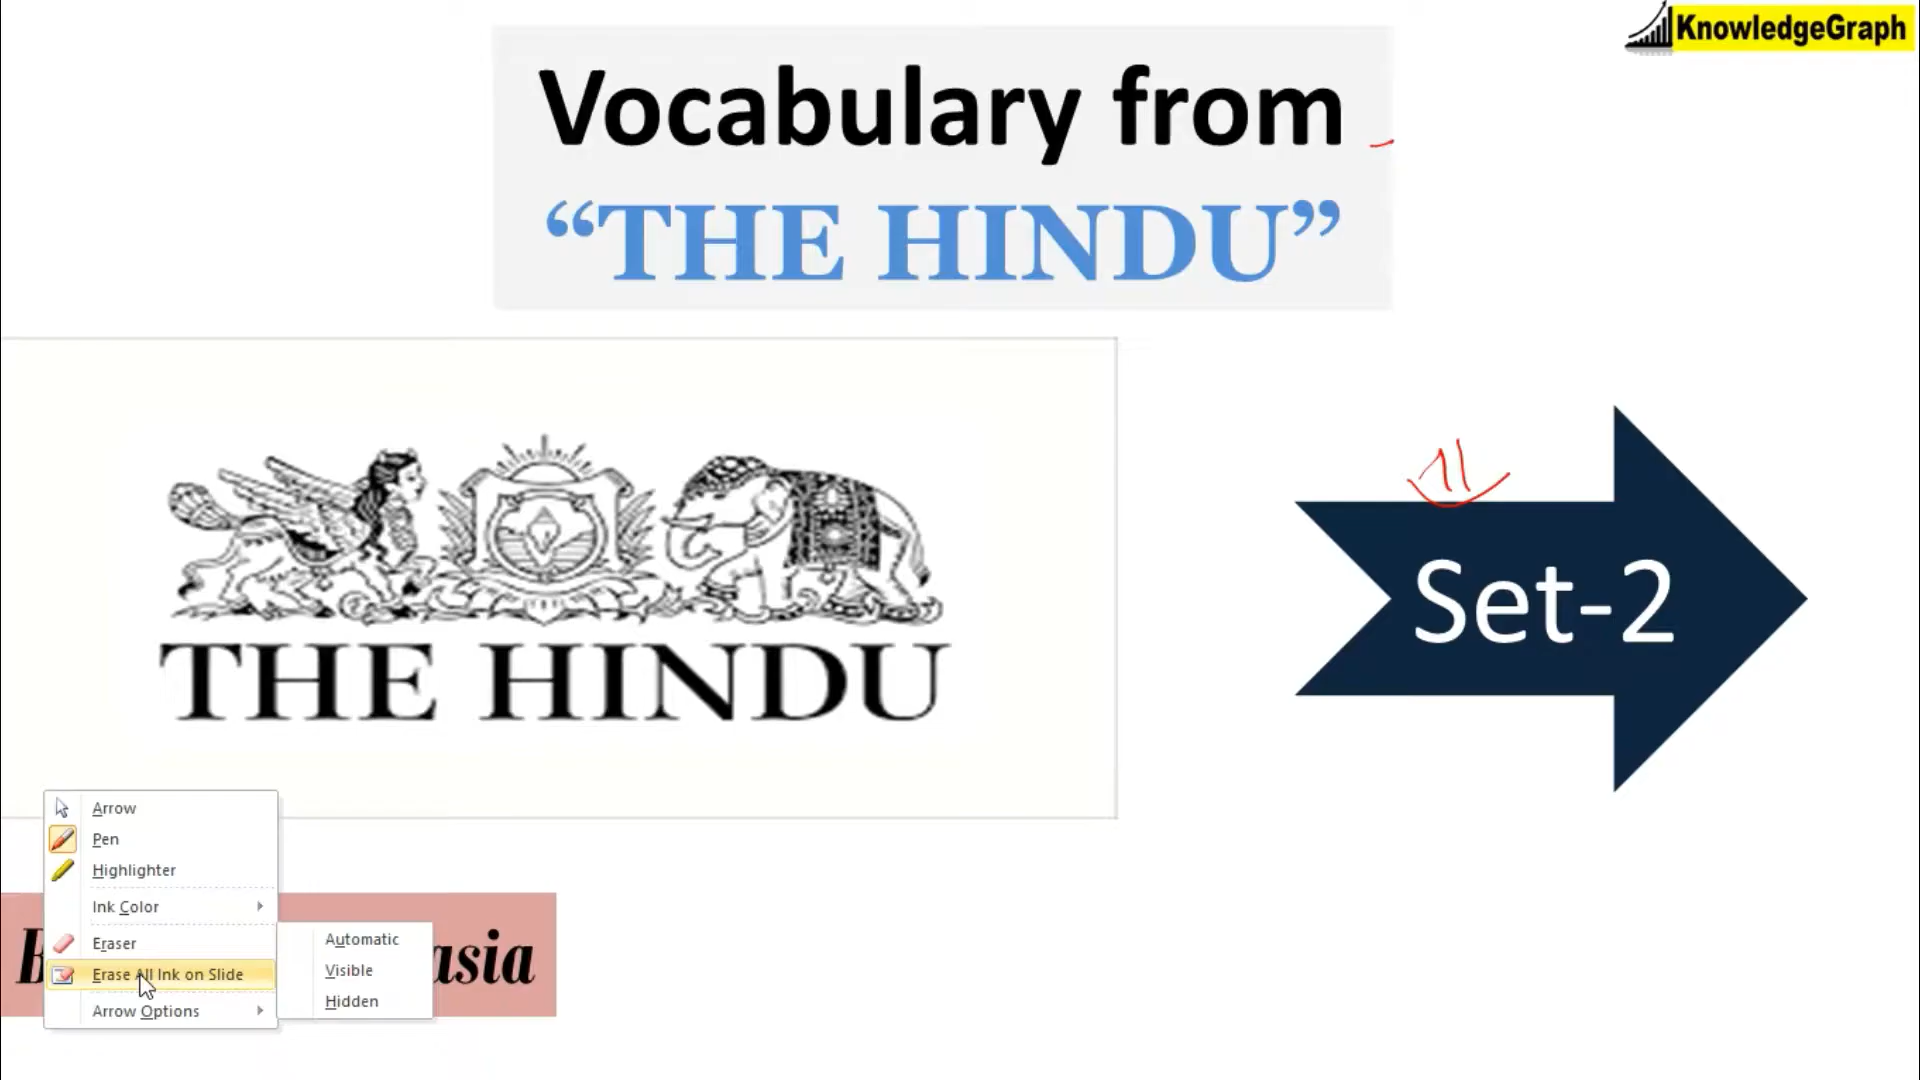 KnowledgeGraph
Vocabulary from
“THE HINDU”
11
Set-2
THE HINDU
Arrow
Pen
Highlighter
Ink Color
Eraser
Erase All Ink on Slide
Arrow Options
Automatic
Visible
Hidden